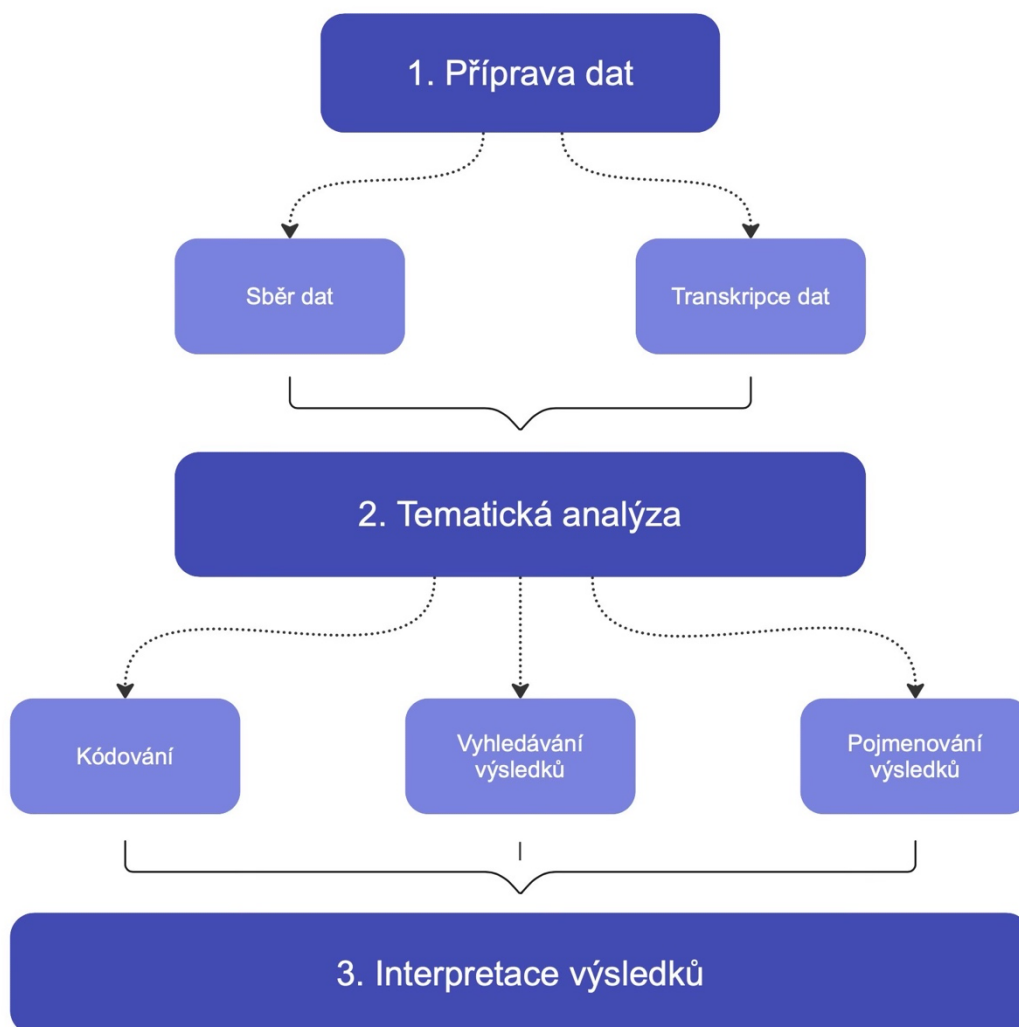 1. Příprava dat
Sběr dat
Transkripce dat
2. Tematická analýza
Kódování
Vyhledávání
výsledků
Pojmenování
výsledků
3. Interpretace výsledků